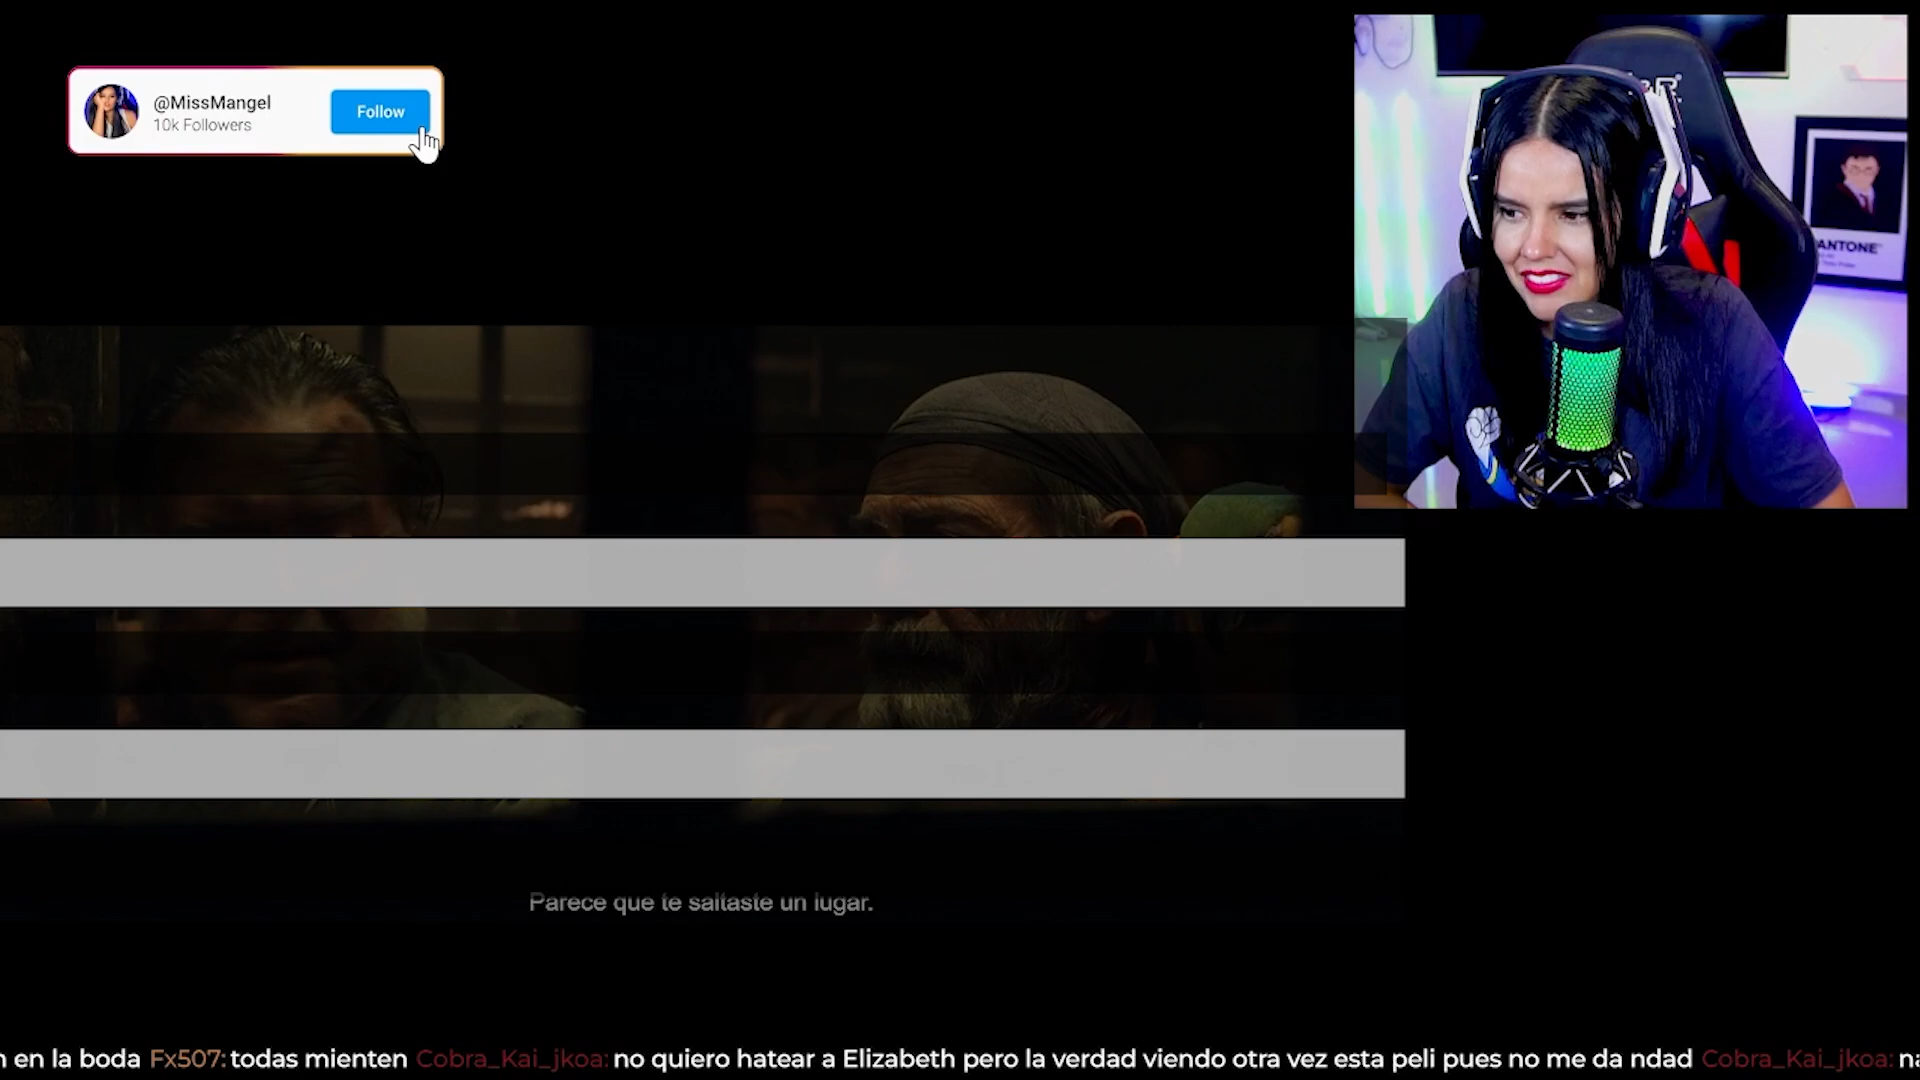 @MissMangel
10k Followers
Follow
ANTONE
Parece que te saltaste un lugar.
en la boda Fx507: todas mienten Cobra_Kai_jkoa: no quiero hatear a Elizabeth pero la verdad viendo otra vez esta peli pues no me da ndad Cobra_Kai_jkoa: